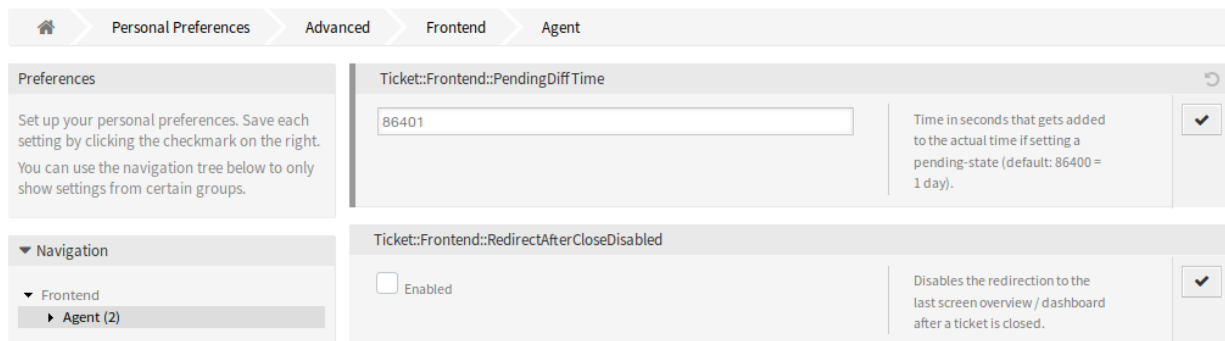 Personal Preferences Advanced Frontend Agent
Preferences
Set up your personal preferences. Save each
setting by clicking the checkmark on the right.
You can use the navigation tree below to only
show settings from certain groups.
Navigation
Frontend
Agent (2)
Ticket::Frontend::PendingDiffTime
86401
Time in seconds that gets added
to the actual time if setting a
pending-state (default: 86400 =
1 day).
Ticket::Frontend::RedirectAfterCloseDisabled
Enabled
Disables the redirection to the
last screen overview / dashboard
after a ticket is closed.